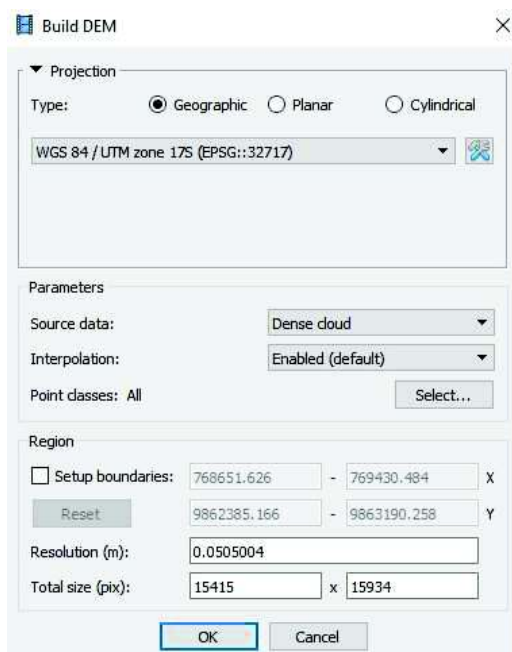 Build DEM
Projection
Type: Geographic Planar Cylindrical
WGS 84 / UTM zone 17S (EPSG::32717)
Parameters
Source data: Dense cloud
Interpolation: Enabled (default)
Point classes: All Select...
Region
Setup boundaries: 768651.626 - 769430.484 X
Reset 9862385.166 - 9863190.258 Y
Resolution (m): 0.0505004
Total size (pix): 15415 x 15934
OK Cancel